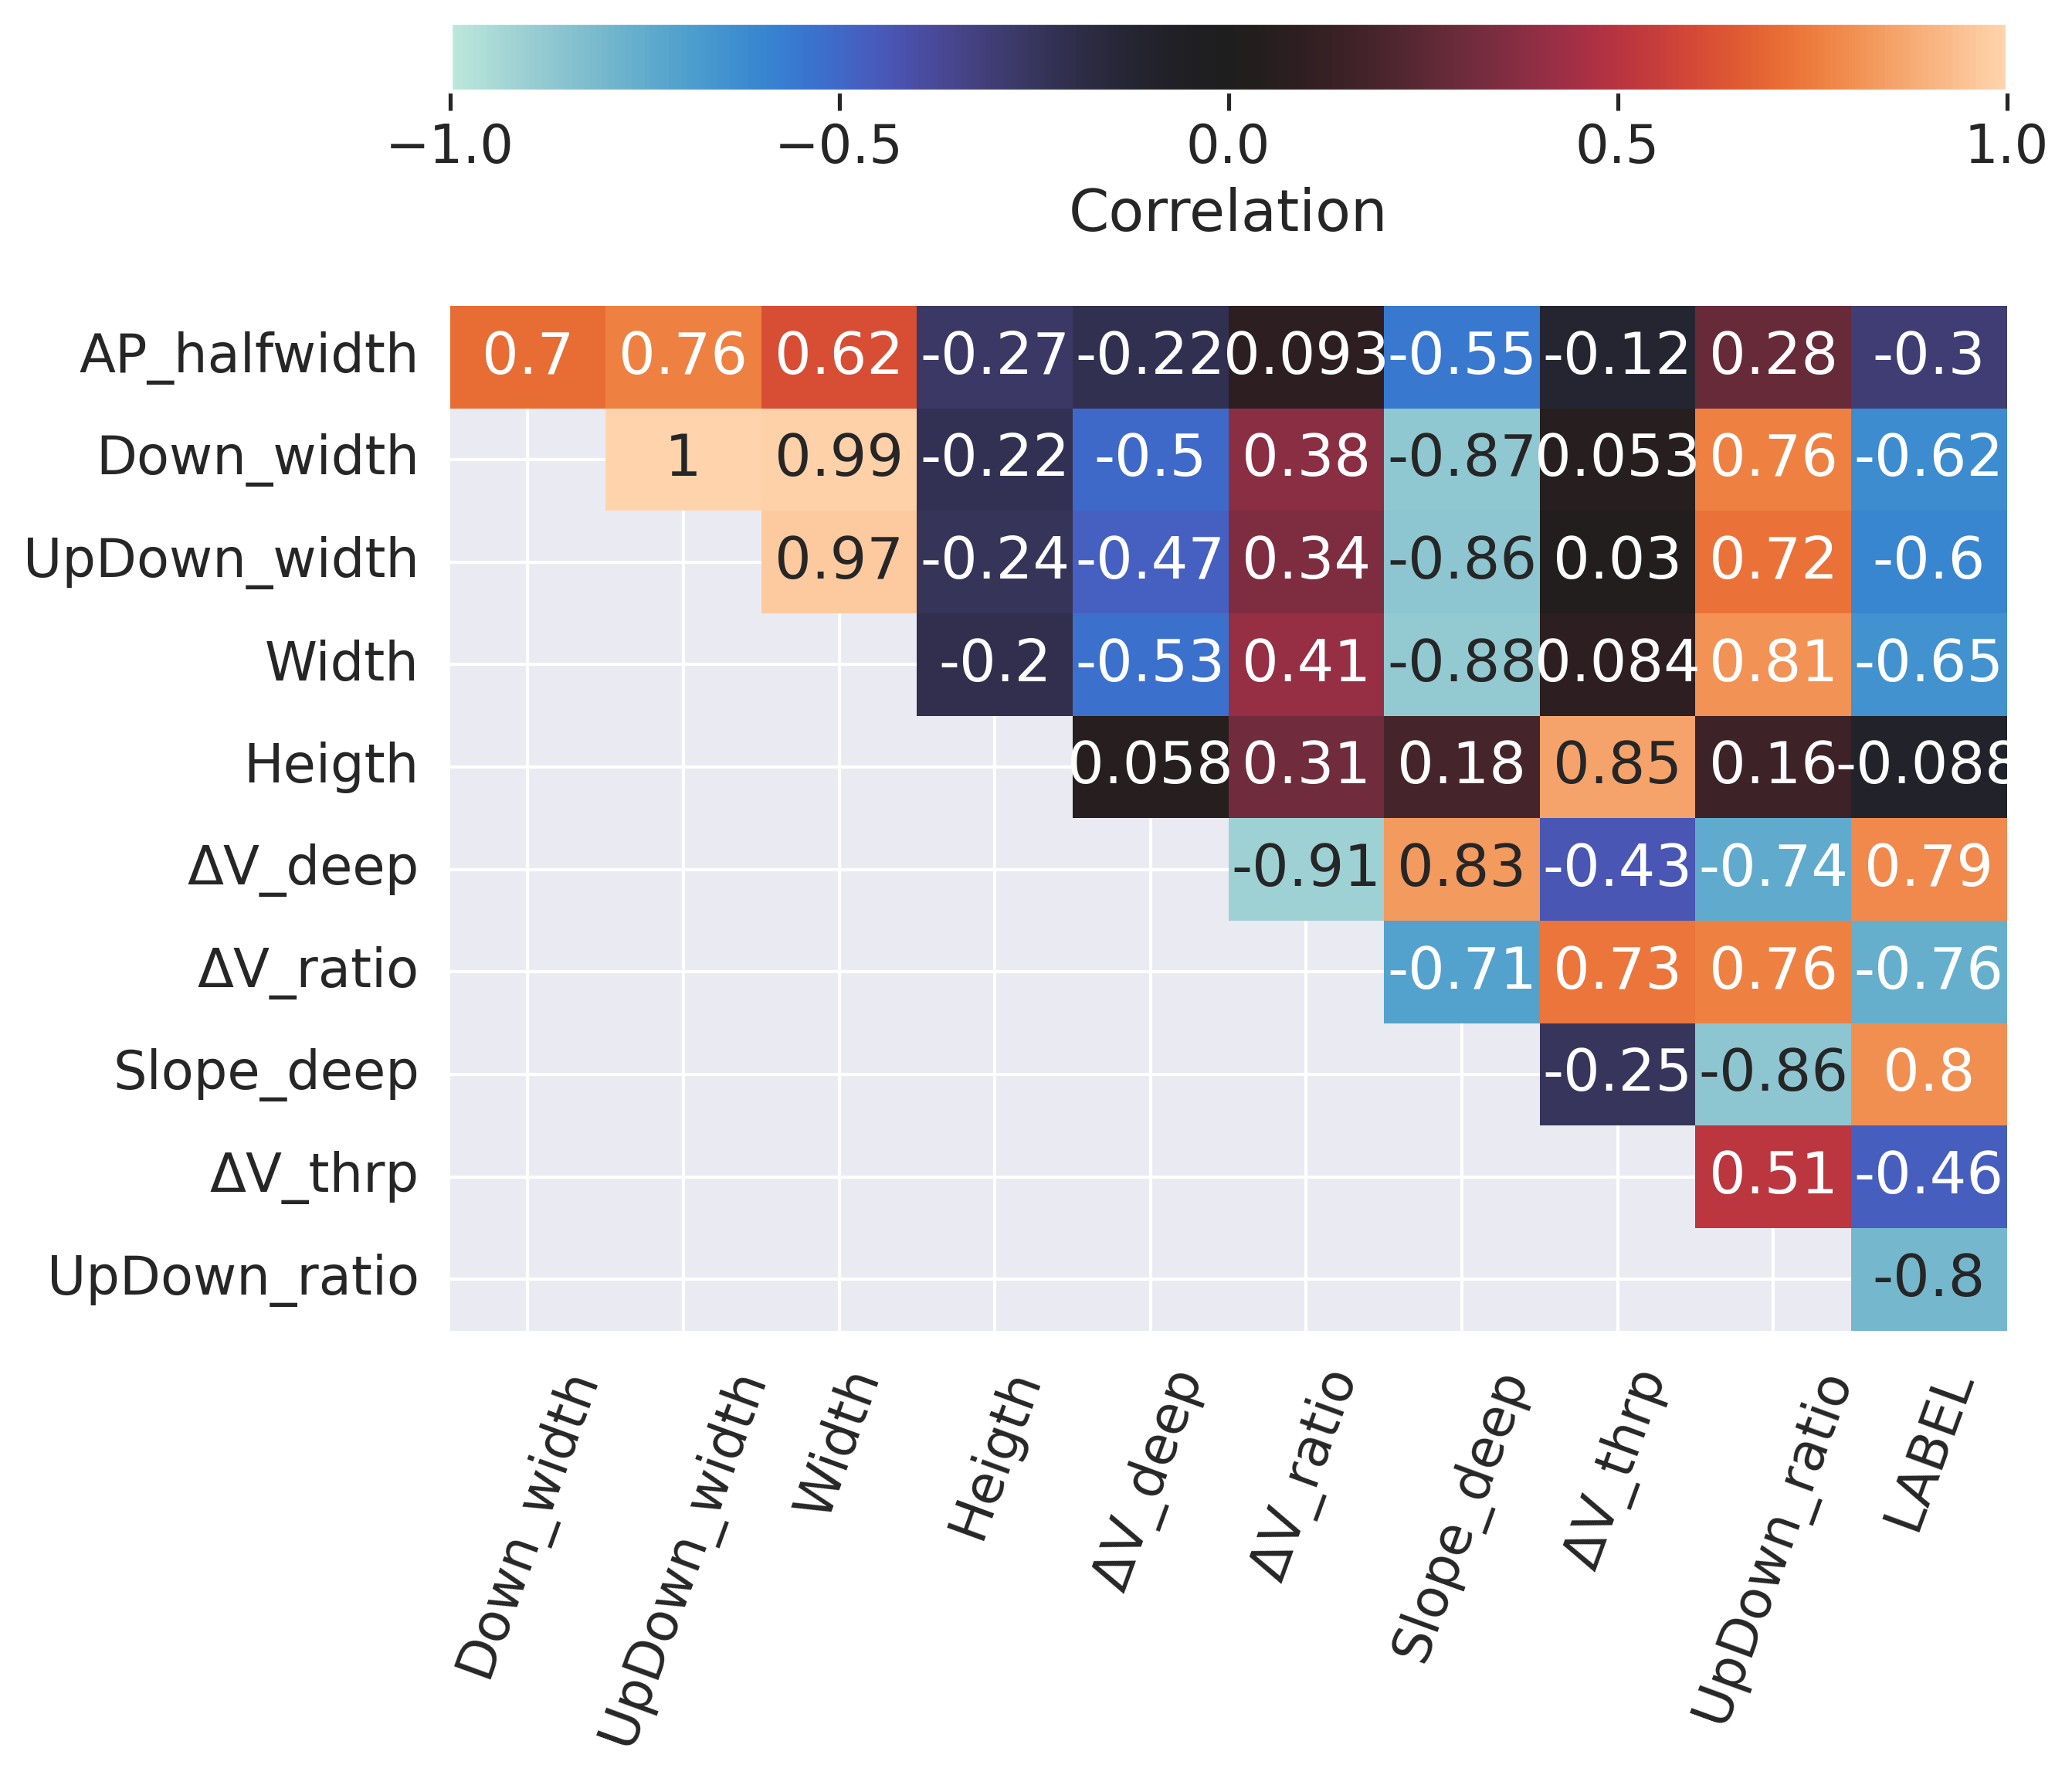 −1.0 −0.5 0.0 0.5 1.0
Correlation
AP_halfwidth 0.7 0.76 0.62 -0.27 -0.22 0.093 -0.55 -0.12 0.28 -0.3
Down_width 1 0.99 -0.22 -0.5 0.38 -0.87 0.053 0.76 -0.62
UpDown_width 0.97 -0.24 -0.47 0.34 -0.86 0.03 0.72 -0.6
Width -0.2 -0.53 0.41 -0.88 0.084 0.81 -0.65
Heigth 0.058 0.31 0.18 0.85 0.16 -0.088
ΔV_deep -0.91 0.83 -0.43 -0.74 0.79
ΔV_ratio -0.71 0.73 0.76 -0.76
Slope_deep -0.25 -0.86 0.8
ΔV_thrp 0.51 -0.46
UpDown_ratio -0.8
Down_width UpDown_width Width Heigth ΔV_deep ΔV_ratio Slope_deep ΔV_thrp UpDown_ratio LABEL